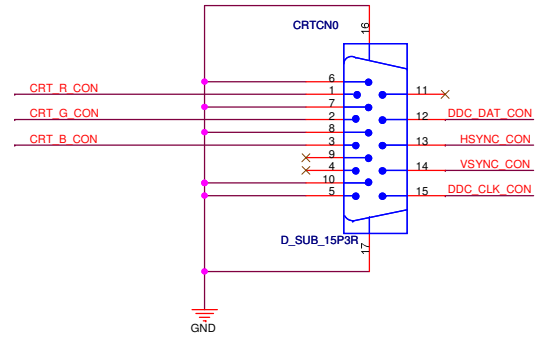 CRTCN0
16
6
CRT_R_CON
1
11
7
CRT_G_CON
2
12
DDC_DAT_CON
8
CRT_B_CON
3
13
HSYNC_CON
9
4
14
VSYNC_CON
10
5
15
DDC_CLK_CON
D_SUB_15P3R
17
GND